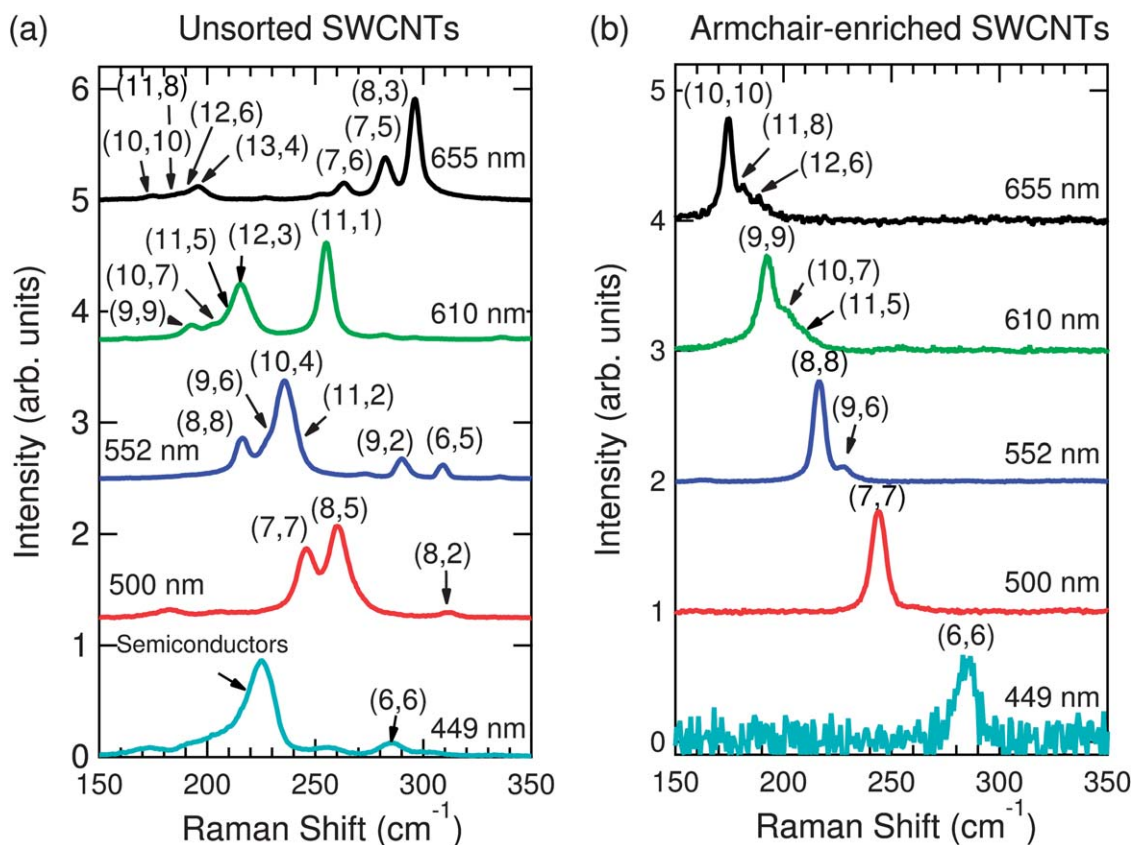 (a) Unsorted SWCNTs
6
5
4
3
2
1
0
Intensity (arb. units)
(11,8)
(12,6)
(10,10)
(13,4)
(8,3)
(7,5)
(7,6)
655 nm
(11,5)
(12,3)
(11,1)
(10,7)
(9,9)
610 nm
(10,4)
(9,6)
(11,2)
(8,8)
(9,2)
(6,5)
552 nm
(7,7)
(8,5)
(8,2)
500 nm
Semiconductors
(6,6)
449 nm
150 200 250 300 350
Raman Shift (cm⁻¹)
(b) Armchair-enriched SWCNTs
5
4
3
2
1
0
Intensity (arb. units)
(10,10)
(11,8)
(12,6)
655 nm
(9,9)
(10,7)
(11,5)
610 nm
(8,8)
(9,6)
552 nm
(7,7)
500 nm
(6,6)
449 nm
150 200 250 300 350
Raman Shift (cm⁻¹)